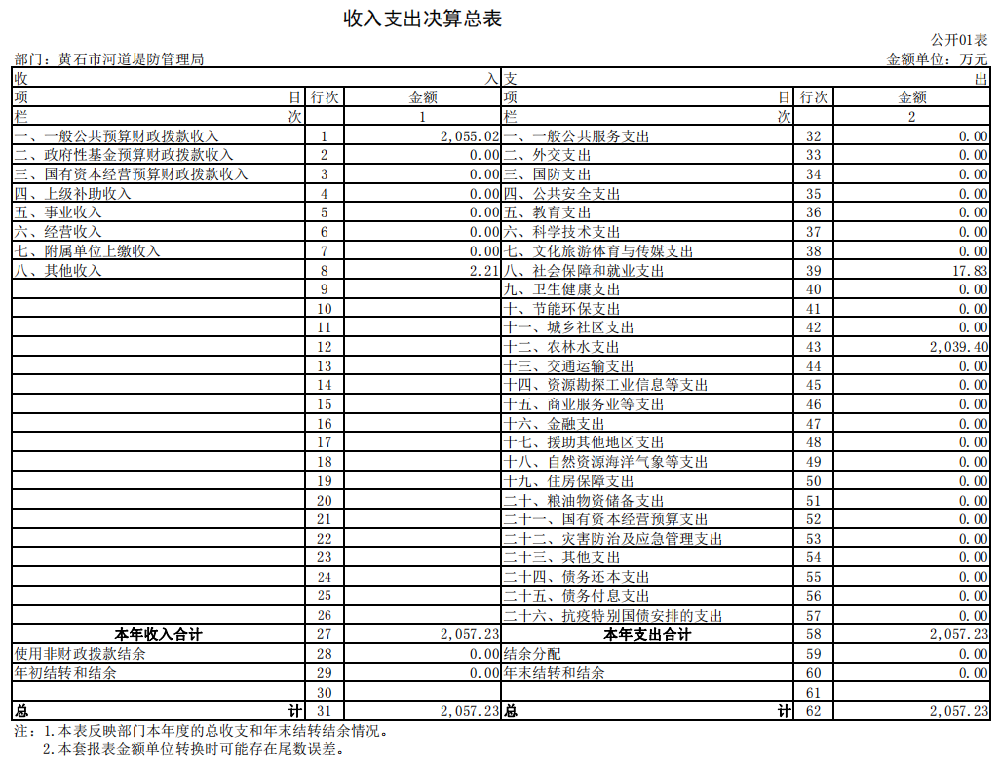 收入支出决算总表
公开01表
部门：黄石市河道堤防管理局 金额单位：万元
收 入 支 出
项 目 行次 金额 项 目 行次 金额
栏 次 1 栏 次 2
一、一般公共预算财政拨款收入 1 2,055.02 一、一般公共服务支出 32 0.00
二、政府性基金预算财政拨款收入 2 0.00 二、外交支出 33 0.00
三、国有资本经营预算财政拨款收入 3 0.00 三、国防支出 34 0.00
四、上级补助收入 4 0.00 四、公共安全支出 35 0.00
五、事业收入 5 0.00 五、教育支出 36 0.00
六、经营收入 6 0.00 六、科学技术支出 37 0.00
七、附属单位上缴收入 7 0.00 七、文化旅游体育与传媒支出 38 0.00
八、其他收入 8 2.21 八、社会保障和就业支出 39 17.83
9 九、卫生健康支出 40 0.00
10 十、节能环保支出 41 0.00
11 十一、城乡社区支出 42 0.00
12 十二、农林水支出 43 2,039.40
13 十三、交通运输支出 44 0.00
14 十四、资源勘探工业信息等支出 45 0.00
15 十五、商业服务业等支出 46 0.00
16 十六、金融支出 47 0.00
17 十七、援助其他地区支出 48 0.00
18 十八、自然资源海洋气象等支出 49 0.00
19 十九、住房保障支出 50 0.00
20 二十、粮油物资储备支出 51 0.00
21 二十一、国有资本经营预算支出 52 0.00
22 二十二、灾害防治及应急管理支出 53 0.00
23 二十三、其他支出 54 0.00
24 二十四、债务还本支出 55 0.00
25 二十五、债务付息支出 56 0.00
26 二十六、抗疫特别国债安排的支出 57 0.00
本年收入合计 27 2,057.23 本年支出合计 58 2,057.23
使用非财政拨款结余 28 0.00 结余分配 59 0.00
年初结转和结余 29 0.00 年末结转和结余 60 0.00
30 61
总 计 31 2,057.23 总 计 62 2,057.23
注：1.本表反映部门本年度的总收支和年末结转结余情况。
2.本套报表金额单位转换时可能存在尾数误差。